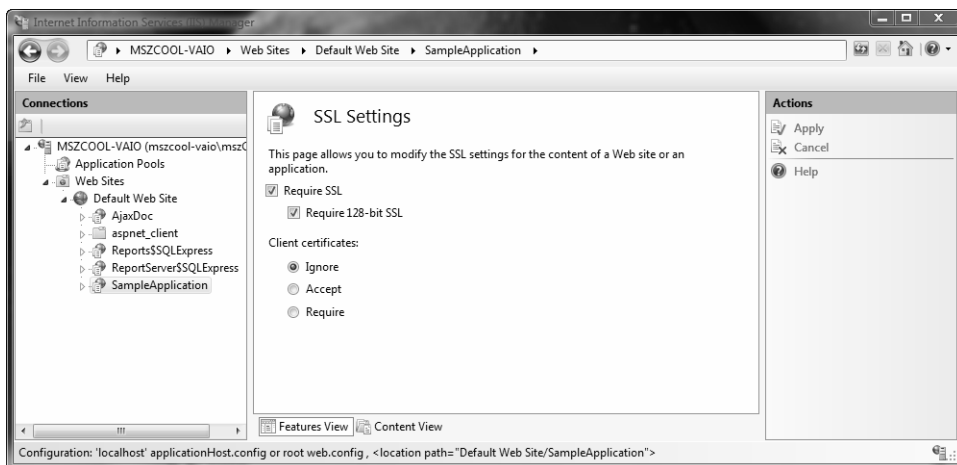 Internet Information Services (IIS) Manager
MSZCOOL-VAIO Web Sites Default Web Site SampleApplication
File View Help
Connections
MSZCOOL-VAIO (mszcool-vaio\mszC
Application Pools
Web Sites
Default Web Site
AjaxDoc
aspnet_client
Reports$SQLExpress
ReportServer$SQLExpress
SampleApplication
SSL Settings
This page allows you to modify the SSL settings for the content of a Web site or an
application.
Require SSL
Require 128-bit SSL
Client certificates:
Ignore
Accept
Require
Features View Content View
Actions
Apply
Cancel
Help
Configuration: 'localhost' applicationHost.config or root web.config , <location path="Default Web Site/SampleApplication">